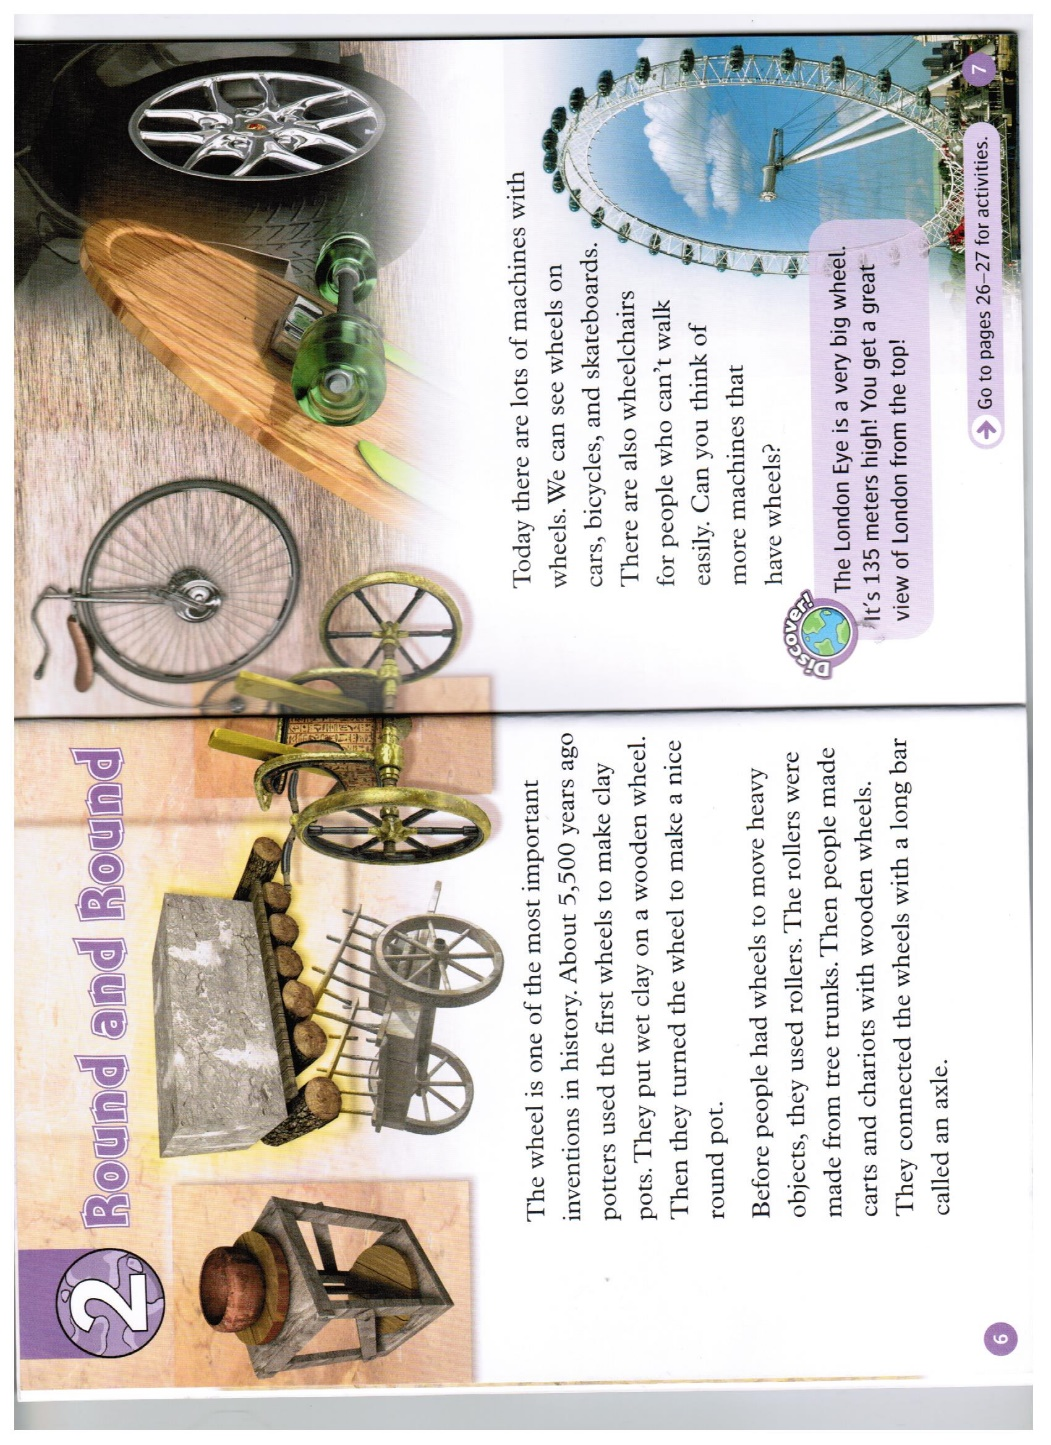 2
Round and Round
The wheel is one of the most important
inventions in history. About 5,500 years ago
potters used the first wheels to make clay
pots. They put wet clay on a wooden wheel.
Then they turned the wheel to make a nice
round pot.
Before people had wheels to move heavy
objects, they used rollers. The rollers were
made from tree trunks. Then people made
carts and chariots with wooden wheels.
They connected the wheels with a long bar
called an axle.
6
Today there are lots of machines with
wheels. We can see wheels on
cars, bicycles, and skateboards.
There are also wheelchairs
for people who can't walk
easily. Can you think of
more machines that
have wheels?
Discover!
The London Eye is a very big wheel.
It's 135 meters high! You get a great
view of London from the top!
Go to pages 26–27 for activities.
7